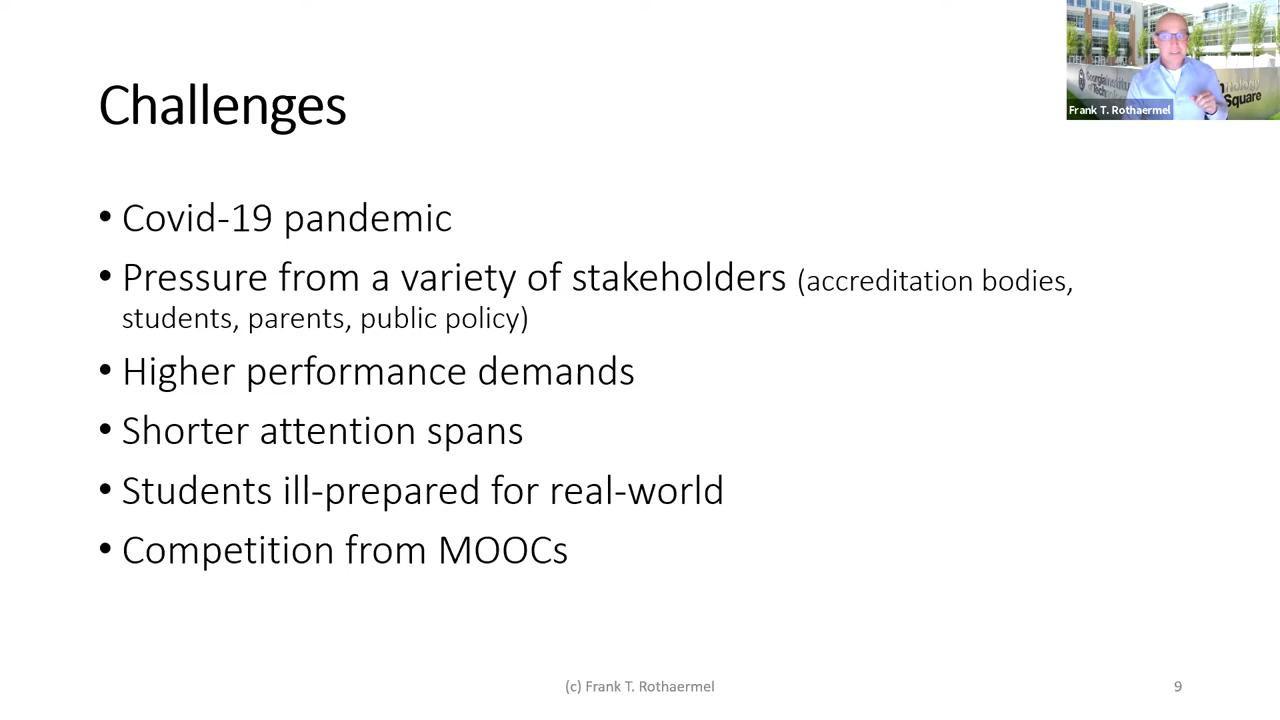 Challenges
• Covid-19 pandemic
• Pressure from a variety of stakeholders (accreditation bodies,
students, parents, public policy)
• Higher performance demands
• Shorter attention spans
• Students ill-prepared for real-world
• Competition from MOOCs
(c) Frank T. Rothaermel
9
Frank T. Rothaermel
Square